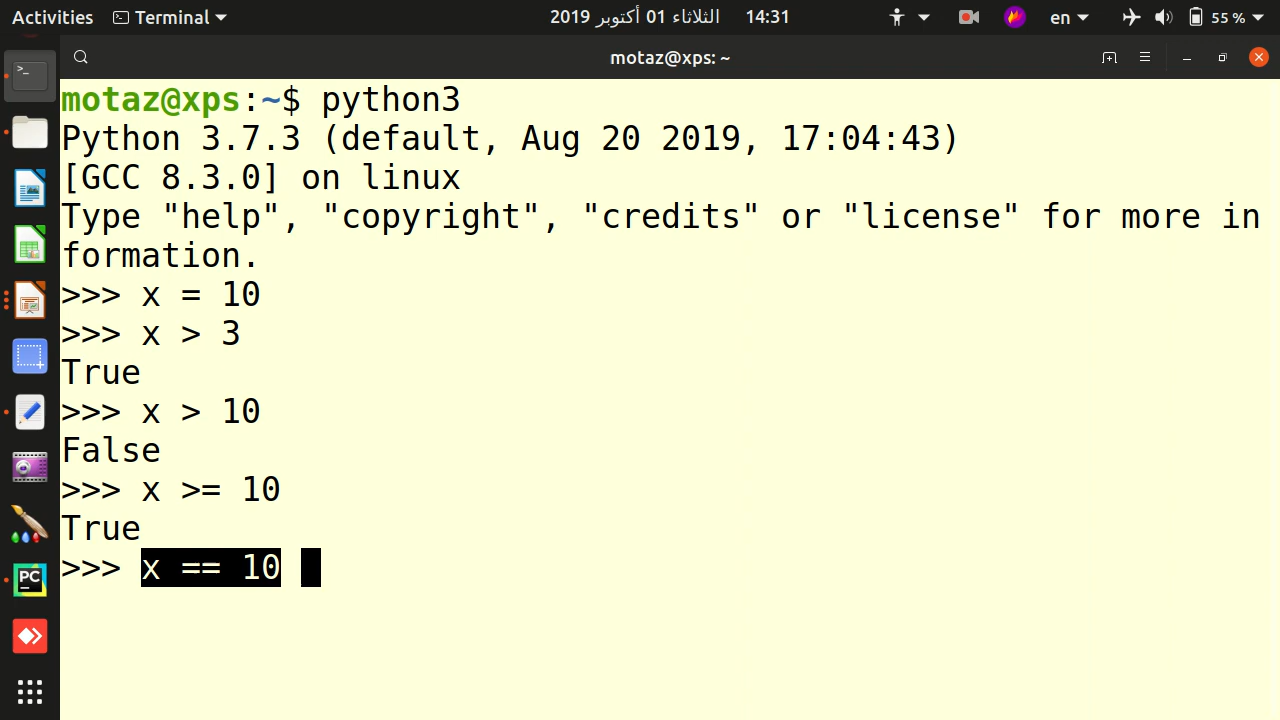 Activities Terminal 14:31 الثلاثاء 01 أكتوبر 2019 en 55 %
motaz@xps: ~
motaz@xps:~$ python3
Python 3.7.3 (default, Aug 20 2019, 17:04:43)
[GCC 8.3.0] on linux
Type "help", "copyright", "credits" or "license" for more in
formation.
>>> x = 10
>>> x > 3
True
>>> x > 10
False
>>> x >= 10
True
>>> x == 10
PC